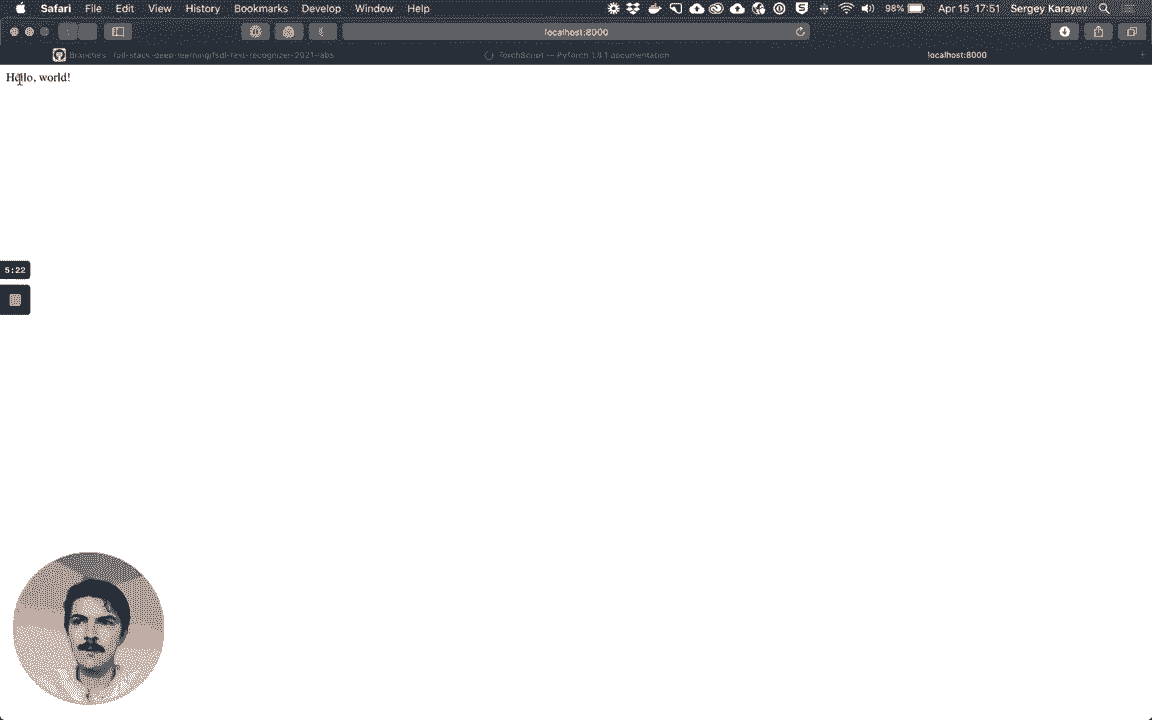 Safari File Edit View History Bookmarks Develop Window Help 98% Apr 15 17:51 Sergey Karayev
localhost:8000
Branches · full-stack-deep-learning/fsdl-text-recognizer-2021-labs TorchScript — PyTorch 1.8.1 documentation localhost:8000
Hello, world!
5:22